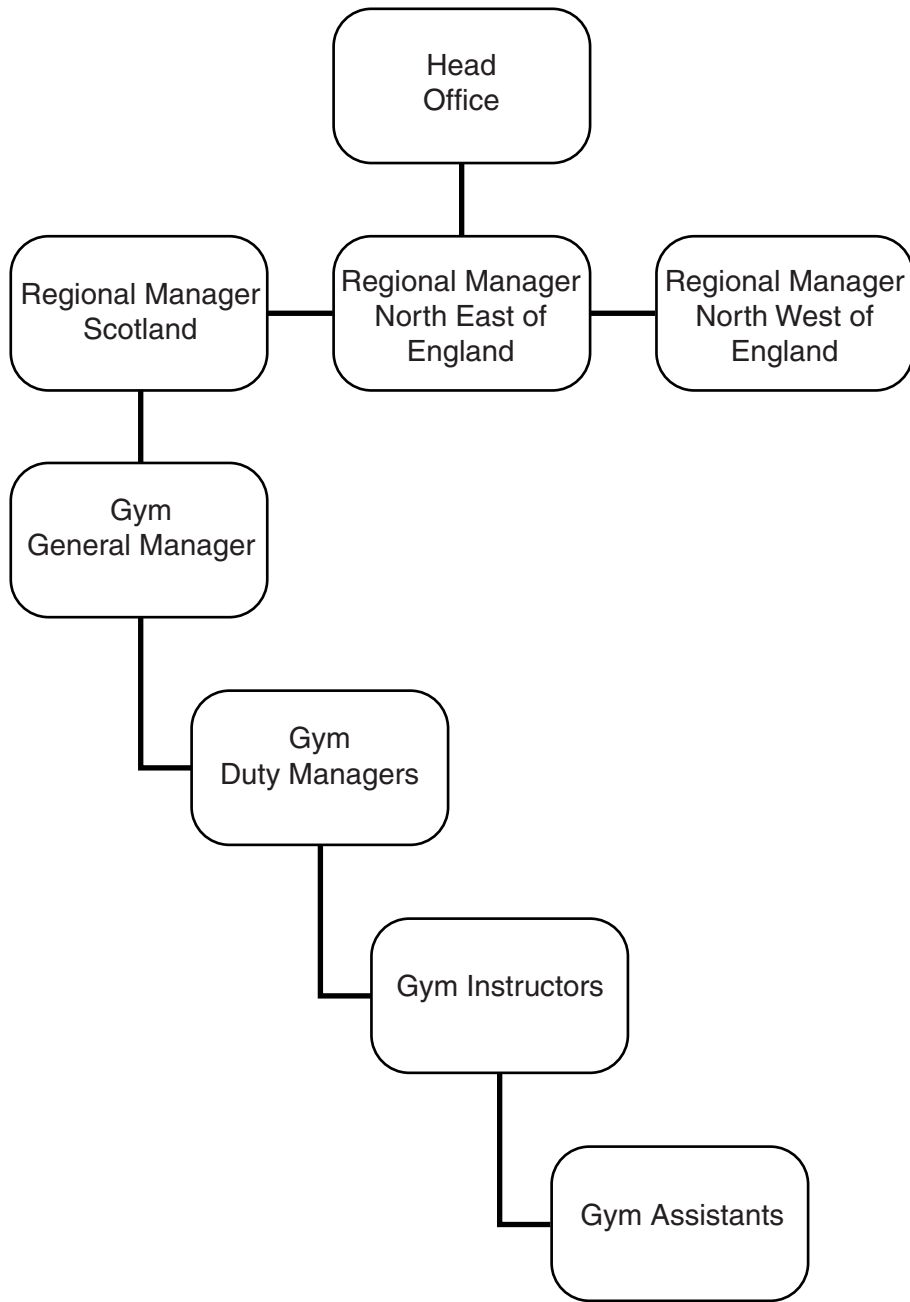 Head
Office
Regional Manager
Scotland
Regional Manager
North East of
England
Regional Manager
North West of
England
Gym
General Manager
Gym
Duty Managers
Gym Instructors
Gym Assistants